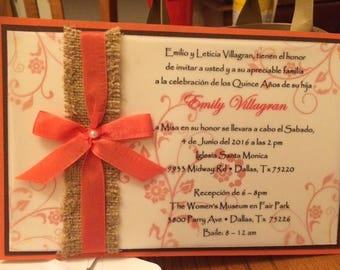 Emilio y Leticia Villagran, tienen el honor
de invitar a usted y a su apreciable familia
a la celebración de los Quince Años de su hija
Emily Villagran
a Misa en su honor se llevara a cabo el Sabado,
4 de Junio del 2016 a las 2 pm
Iglesia Santa Monica
9933 Midway Rd • Dallas, TX 75220
Recepción de 6 – 8pm
The Women's Museum en Fair Park
3800 Parry Ave • Dallas, TX 75226
Baile: 8 – 12 am